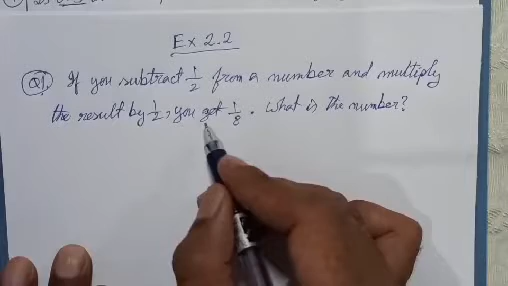 Ex 2.2
Q1. If you subtract 1/2 from a number and multiply
the result by 1/2, you get 1/8. What is the number?